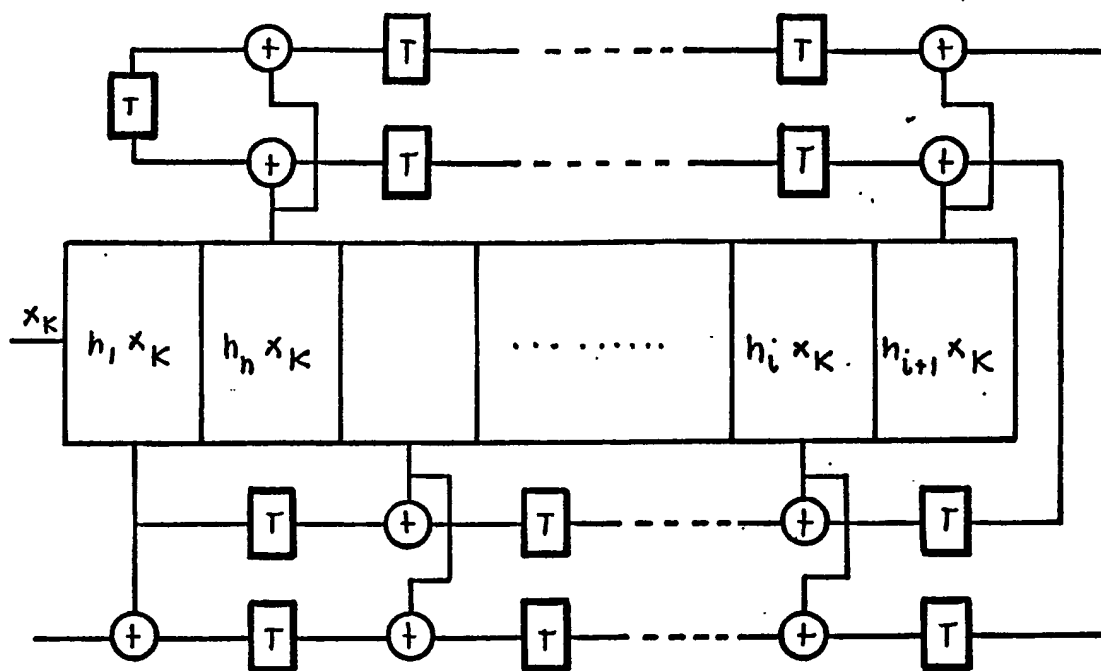 + T T +
T
+ T T +
x_K
h_1 x_K h_n x_K ........ h_i x_K h_{i+1} x_K
T + T + T
+ T + T + T